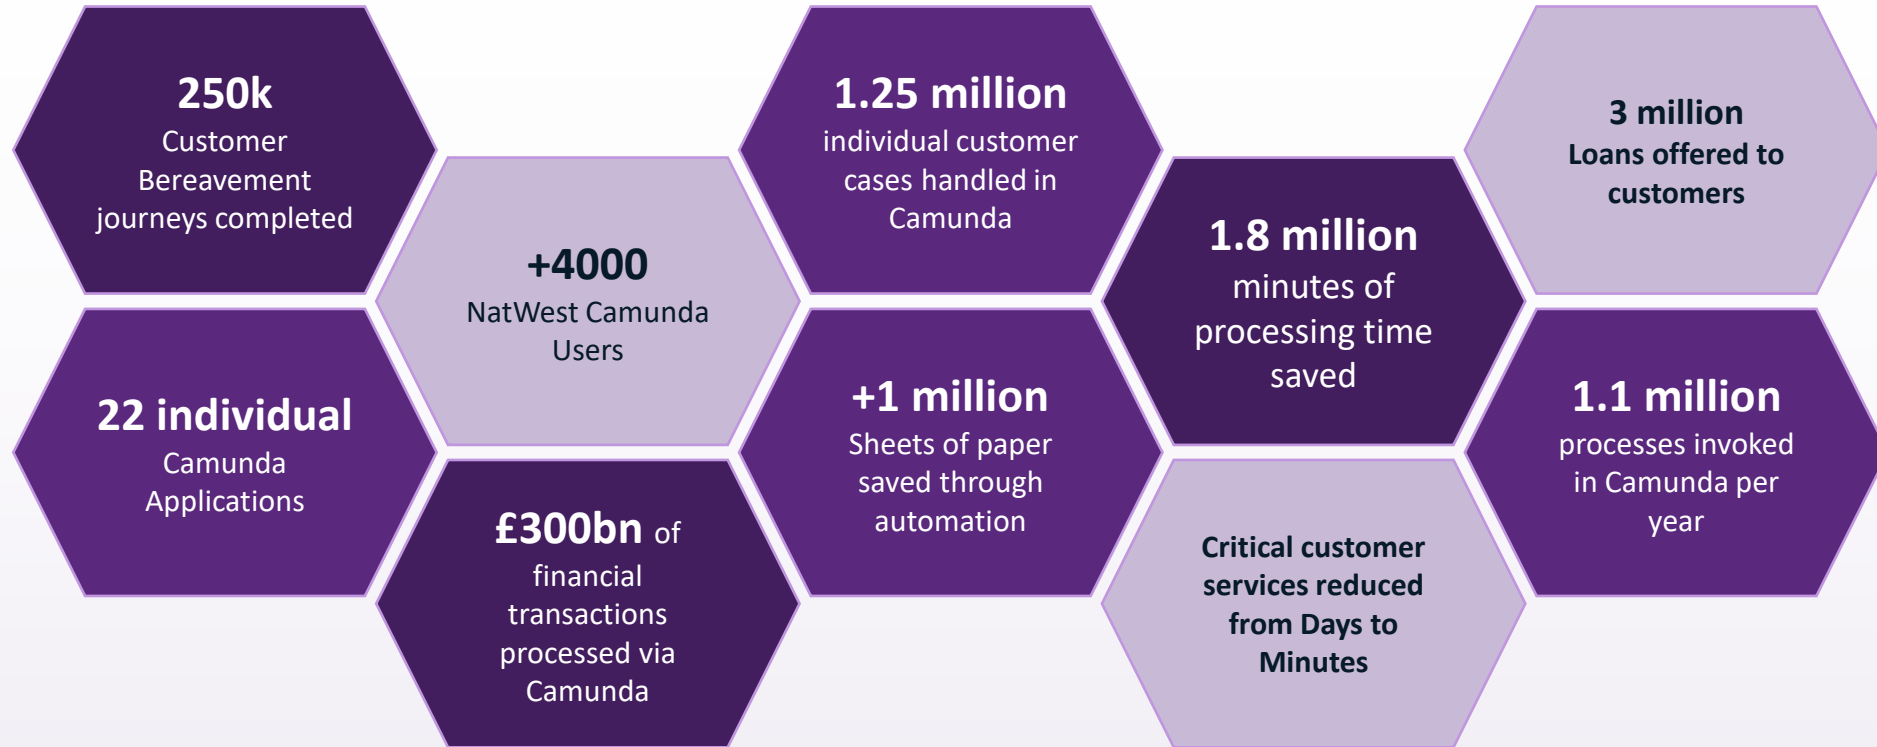 250k
Customer
Bereavement
journeys completed
22 individual
Camunda
Applications
+4000
NatWest Camunda
Users
£300bn of
financial
transactions
processed via
Camunda
1.25 million
individual customer
cases handled in
Camunda
+1 million
Sheets of paper
saved through
automation
1.8 million
minutes of
processing time
saved
Critical customer
services reduced
from Days to
Minutes
3 million
Loans offered to
customers
1.1 million
processes invoked
in Camunda per
year